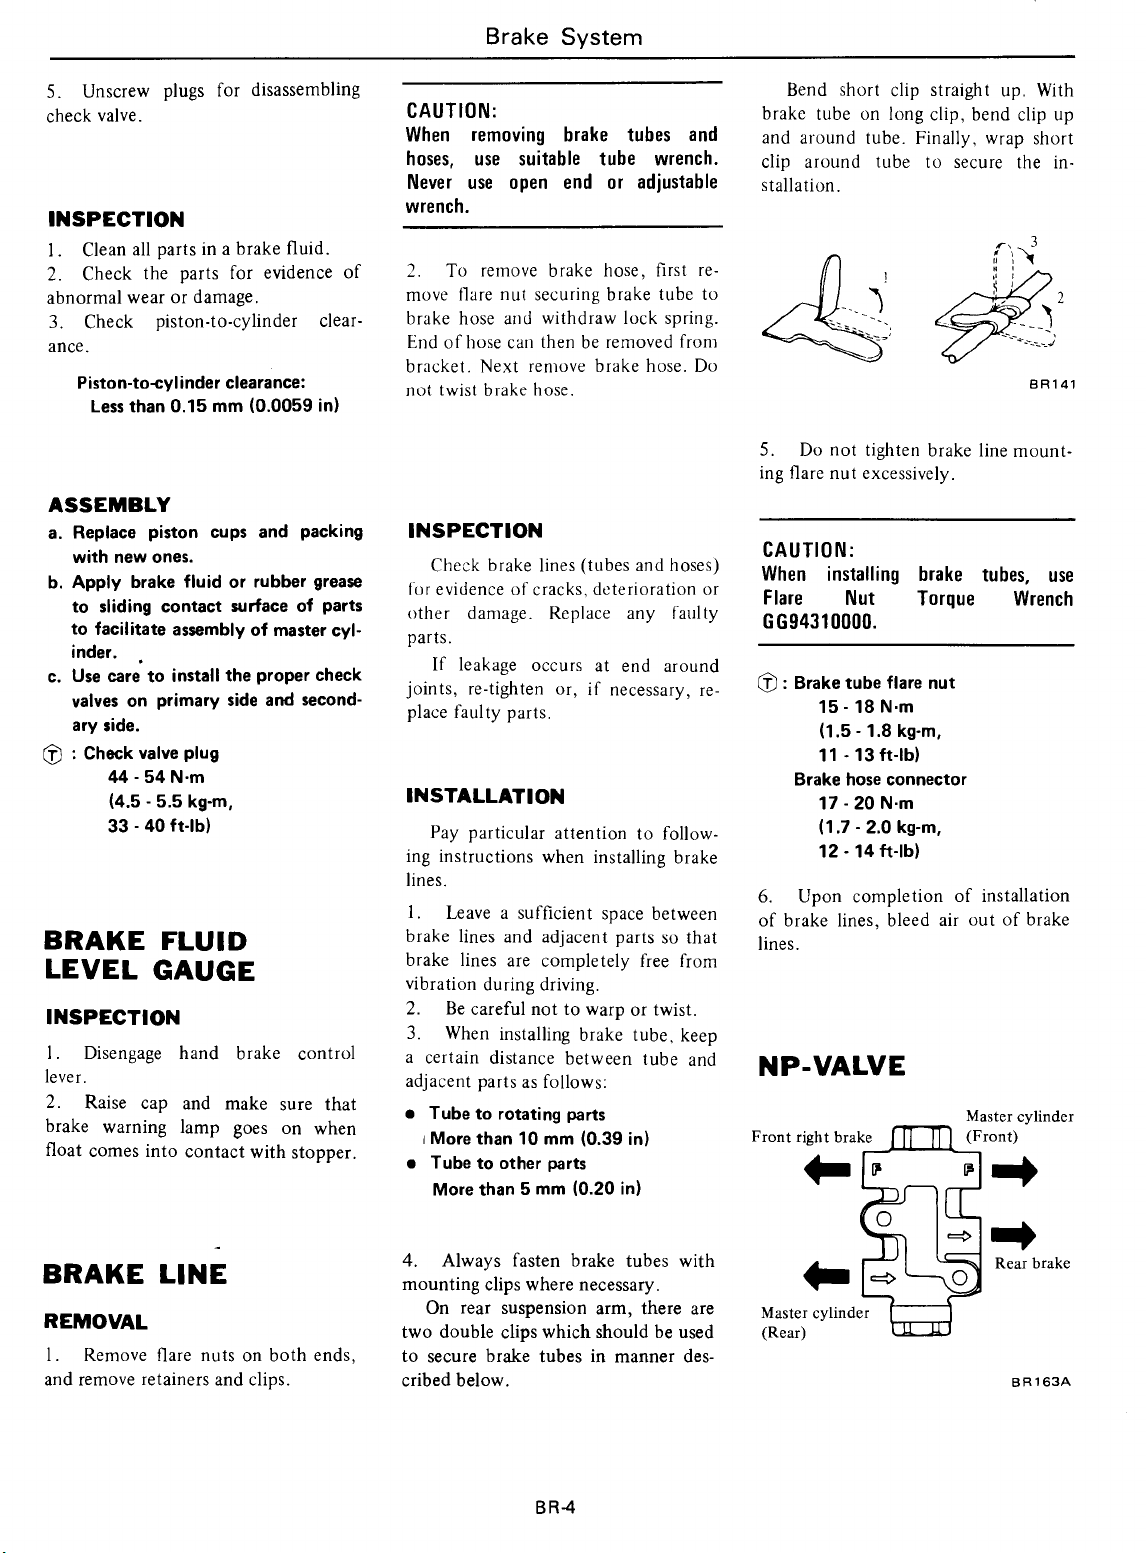 Brake System
5. Unscrew plugs for disassembling
check valve.
INSPECTION
1. Clean all parts in a brake fluid.
2. Check the parts for evidence of
abnormal wear or damage.
3. Check piston-to-cylinder clear-
ance.
Piston-to-cylinder clearance:
Less than 0.15 mm (0.0059 in)
ASSEMBLY
a. Replace piston cups and packing
with new ones.
b. Apply brake fluid or rubber grease
to sliding contact surface of parts
to facilitate assembly of master cyl-
inder.
c. Use care to install the proper check
valves on primary side and second-
ary side.
Ⓣ : Check valve plug
44 - 54 N·m
(4.5 - 5.5 kg-m,
33 - 40 ft-lb)
BRAKE FLUID
LEVEL GAUGE
INSPECTION
1. Disengage hand brake control
lever.
2. Raise cap and make sure that
brake warning lamp goes on when
float comes into contact with stopper.
BRAKE LINE
REMOVAL
1. Remove flare nuts on both ends,
and remove retainers and clips.
CAUTION:
When removing brake tubes and
hoses, use suitable tube wrench.
Never use open end or adjustable
wrench.
2. To remove brake hose, first re-
move flare nut securing brake tube to
brake hose and withdraw lock spring.
End of hose can then be removed from
bracket. Next remove brake hose. Do
not twist brake hose.
INSPECTION
Check brake lines (tubes and hoses)
for evidence of cracks, deterioration or
other damage. Replace any faulty
parts.
If leakage occurs at end around
joints, re-tighten or, if necessary, re-
place faulty parts.
INSTALLATION
Pay particular attention to follow-
ing instructions when installing brake
lines.
1. Leave a sufficient space between
brake lines and adjacent parts so that
brake lines are completely free from
vibration during driving.
2. Be careful not to warp or twist.
3. When installing brake tube, keep
a certain distance between tube and
adjacent parts as follows:
● Tube to rotating parts
More than 10 mm (0.39 in)
● Tube to other parts
More than 5 mm (0.20 in)
4. Always fasten brake tubes with
mounting clips where necessary.
On rear suspension arm, there are
two double clips which should be used
to secure brake tubes in manner des-
cribed below.
Bend short clip straight up. With
brake tube on long clip, bend clip up
and around tube. Finally, wrap short
clip around tube to secure the in-
stallation.
1
3
2
BR141
5. Do not tighten brake line mount-
ing flare nut excessively.
CAUTION:
When installing brake tubes, use
Flare Nut Torque Wrench
GG94310000.
Ⓣ : Brake tube flare nut
15 - 18 N·m
(1.5 - 1.8 kg-m,
11 - 13 ft-lb)
Brake hose connector
17 - 20 N·m
(1.7 - 2.0 kg-m,
12 - 14 ft-lb)
6. Upon completion of installation
of brake lines, bleed air out of brake
lines.
NP-VALVE
Front right brake
Master cylinder
(Front)
F F
Rear brake
Master cylinder
(Rear)
BR163A
BR-4